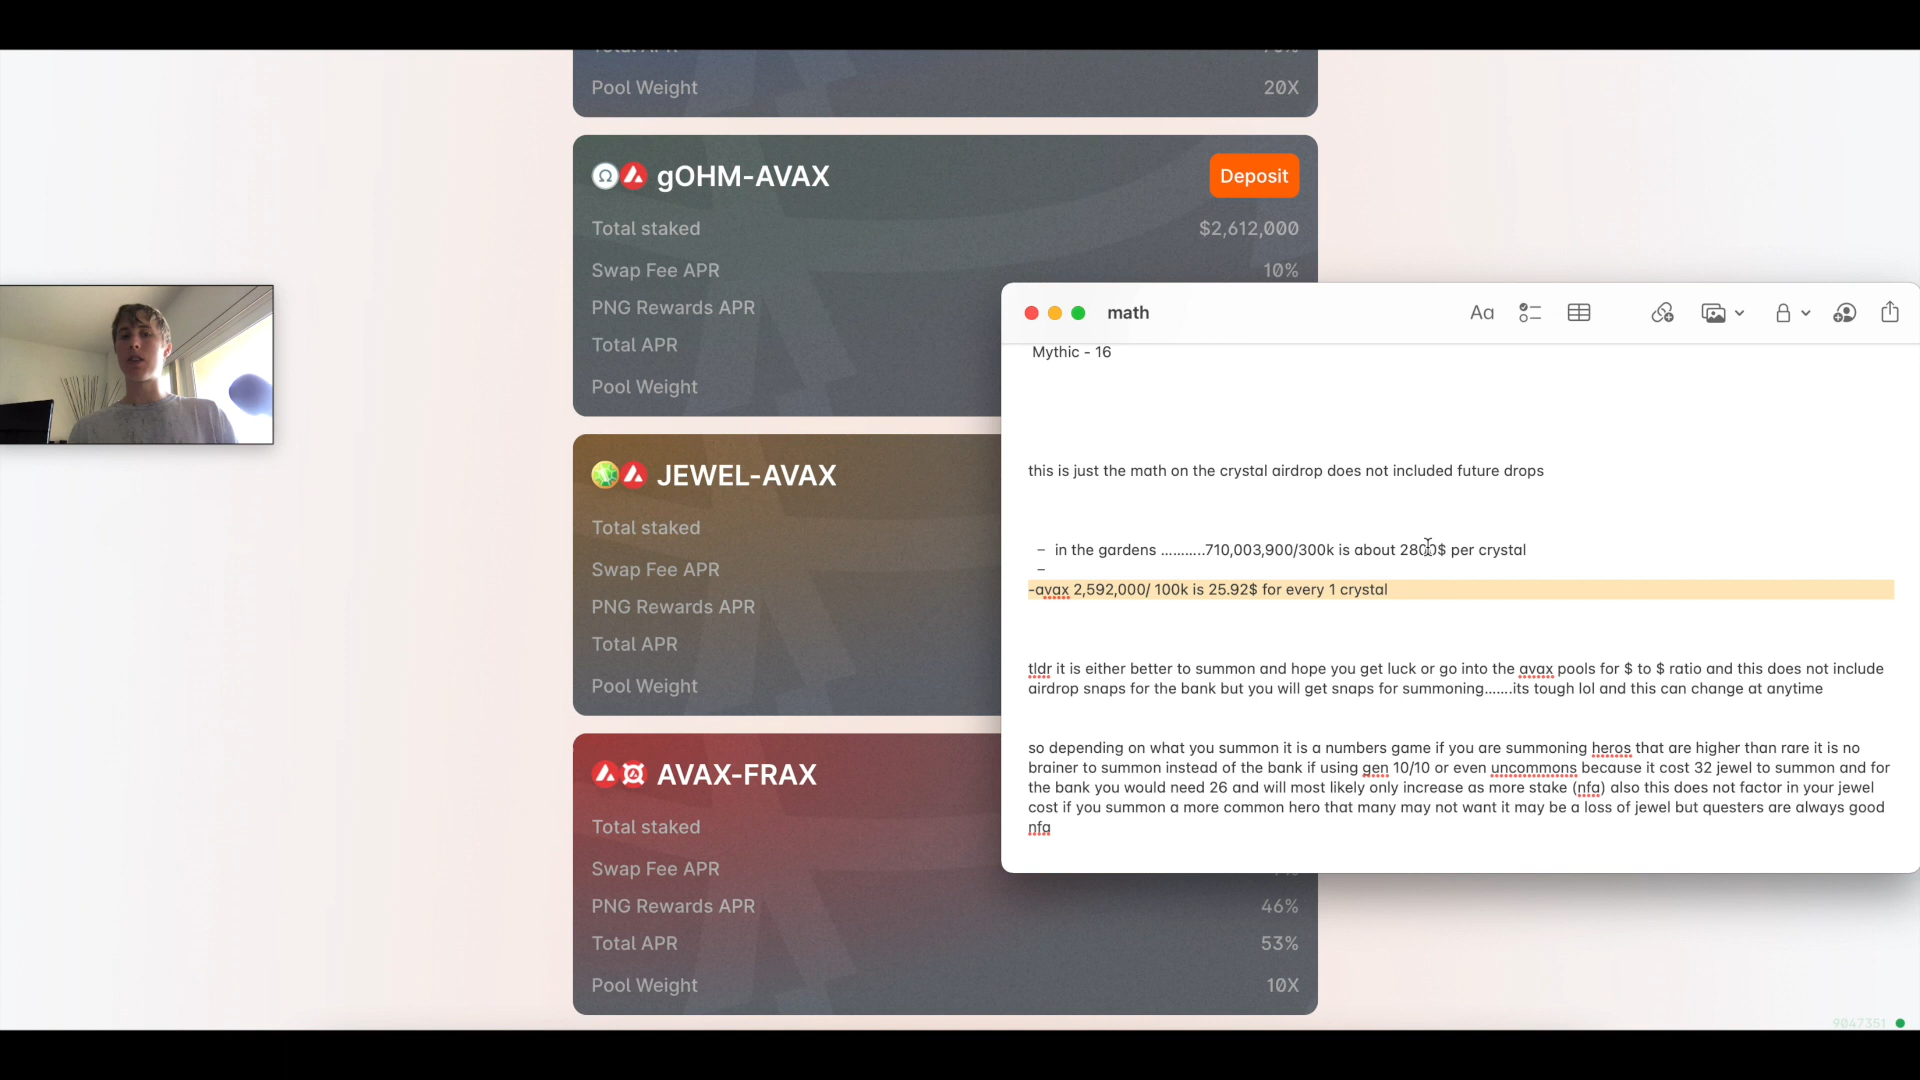 Pool Weight
20X
gOHM-AVAX
Deposit
Total staked
$2,612,000
Swap Fee APR
10%
PNG Rewards APR
Total APR
Pool Weight
JEWEL-AVAX
Total staked
Swap Fee APR
PNG Rewards APR
Total APR
Pool Weight
AVAX-FRAX
Total staked
Swap Fee APR
PNG Rewards APR
46%
Total APR
53%
Pool Weight
10X
math
Aa
Mythic - 16
this is just the math on the crystal airdrop does not included future drops
– in the gardens ...........710,003,900/300k is about 2800$ per crystal
–
-avax 2,592,000/ 100k is 25.92$ for every 1 crystal
tldr it is either better to summon and hope you get luck or go into the avax pools for $ to $ ratio and this does not include
airdrop snaps for the bank but you will get snaps for summoning.......its tough lol and this can change at anytime
so depending on what you summon it is a numbers game if you are summoning heros that are higher than rare it is no
brainer to summon instead of the bank if using gen 10/10 or even uncommons because it cost 32 jewel to summon and for
the bank you would need 26 and will most likely only increase as more stake (nfa) also this does not factor in your jewel
cost if you summon a more common hero that many may not want it may be a loss of jewel but questers are always good
nfa
9047351